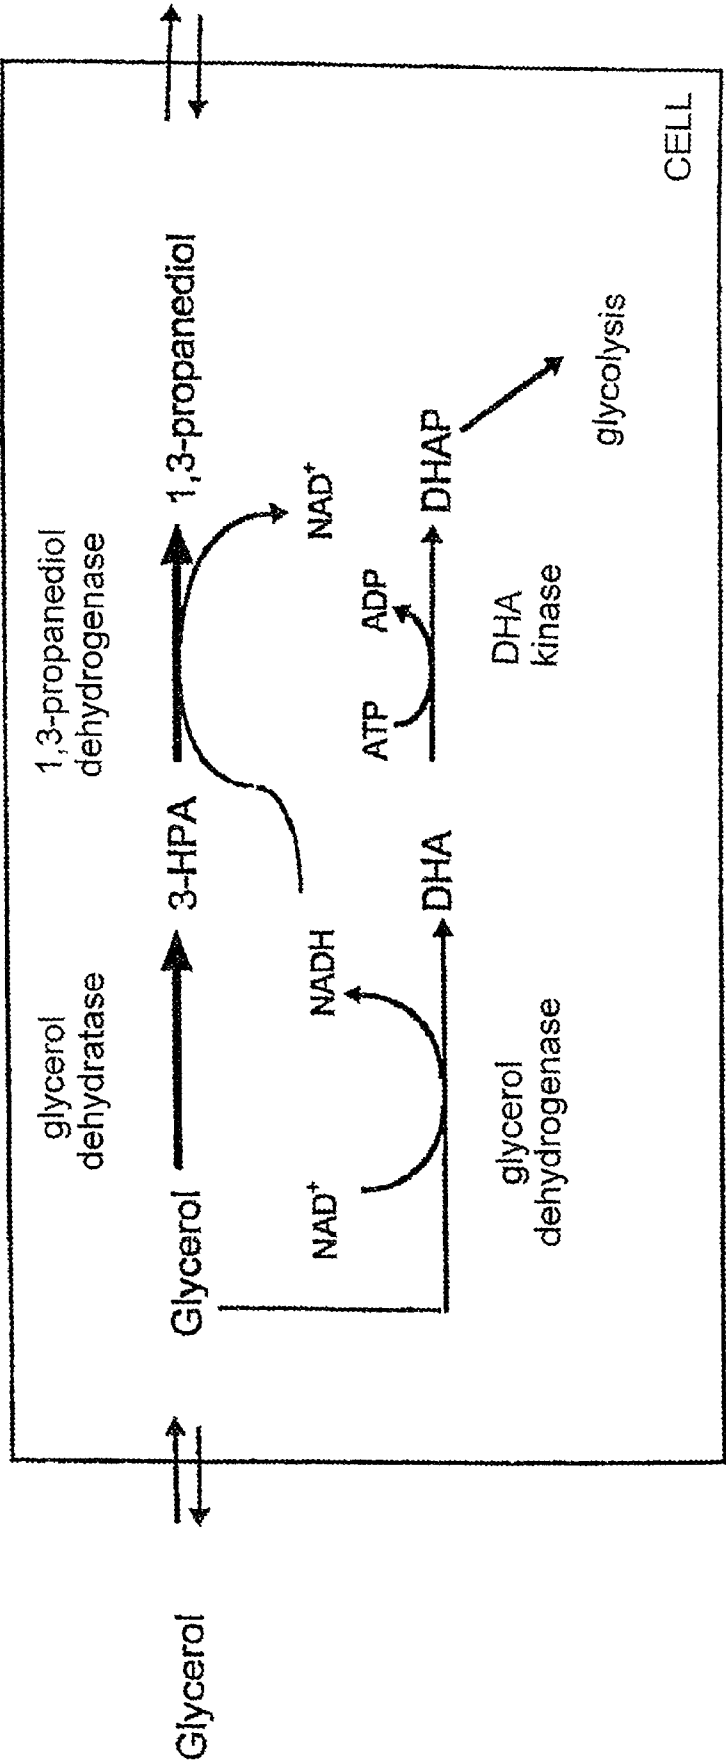 Glycerol
Glycerol
glycerol
dehydratase
3-HPA
1,3-propanediol
dehydrogenase
1,3-propanediol
NAD+
NADH
NAD+
glycerol
dehydrogenase
DHA
ATP
ADP
DHA
kinase
DHAP
glycolysis
CELL